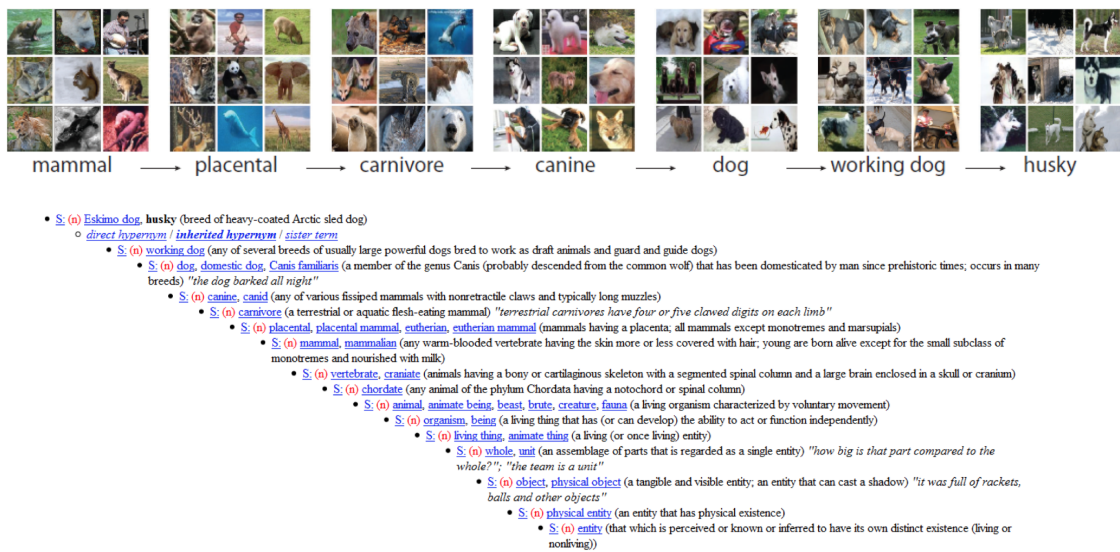 mammal → placental → carnivore → canine → dog → working dog → husky
• S: (n) Eskimo dog, husky (breed of heavy-coated Arctic sled dog)
○ direct hypernym / inherited hypernym / sister term
• S: (n) working dog (any of several breeds of usually large powerful dogs bred to work as draft animals and guard and guide dogs)
• S: (n) dog, domestic dog, Canis familiaris (a member of the genus Canis (probably descended from the common wolf) that has been domesticated by man since prehistoric times; occurs in many
breeds) "the dog barked all night"
• S: (n) canine, canid (any of various fissiped mammals with nonretractile claws and typically long muzzles)
• S: (n) carnivore (a terrestrial or aquatic flesh-eating mammal) "terrestrial carnivores have four or five clawed digits on each limb"
• S: (n) placental, placental mammal, eutherian, eutherian mammal (mammals having a placenta; all mammals except monotremes and marsupials)
• S: (n) mammal, mammalian (any warm-blooded vertebrate having the skin more or less covered with hair; young are born alive except for the small subclass of
monotremes and nourished with milk)
• S: (n) vertebrate, craniate (animals having a bony or cartilaginous skeleton with a segmented spinal column and a large brain enclosed in a skull or cranium)
• S: (n) chordate (any animal of the phylum Chordata having a notochord or spinal column)
• S: (n) animal, animate being, beast, brute, creature, fauna (a living organism characterized by voluntary movement)
• S: (n) organism, being (a living thing that has (or can develop) the ability to act or function independently)
• S: (n) living thing, animate thing (a living (or once living) entity)
• S: (n) whole, unit (an assemblage of parts that is regarded as a single entity) "how big is that part compared to the
whole?"; "the team is a unit"
• S: (n) object, physical object (a tangible and visible entity; an entity that can cast a shadow) "it was full of rackets,
balls and other objects"
• S: (n) physical entity (an entity that has physical existence)
• S: (n) entity (that which is perceived or known or inferred to have its own distinct existence (living or
nonliving))